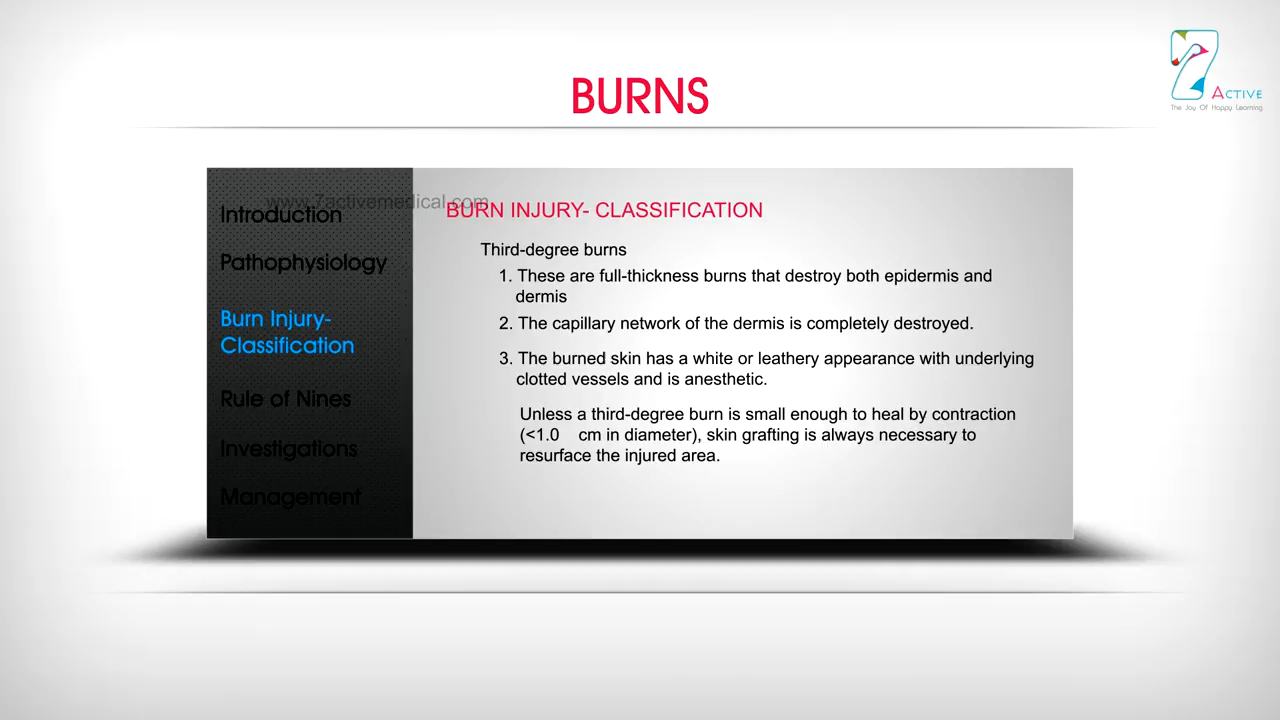 BURNS
7
ACTIVE
The Joy Of Happy Learning
www.7activemedical.com
Introduction
Pathophysiology
Burn Injury-
Classification
Rule of Nines
Investigations
Management
BURN INJURY- CLASSIFICATION
Third-degree burns
1. These are full-thickness burns that destroy both epidermis and
dermis
2. The capillary network of the dermis is completely destroyed.
3. The burned skin has a white or leathery appearance with underlying
clotted vessels and is anesthetic.
Unless a third-degree burn is small enough to heal by contraction
(<1.0 cm in diameter), skin grafting is always necessary to
resurface the injured area.